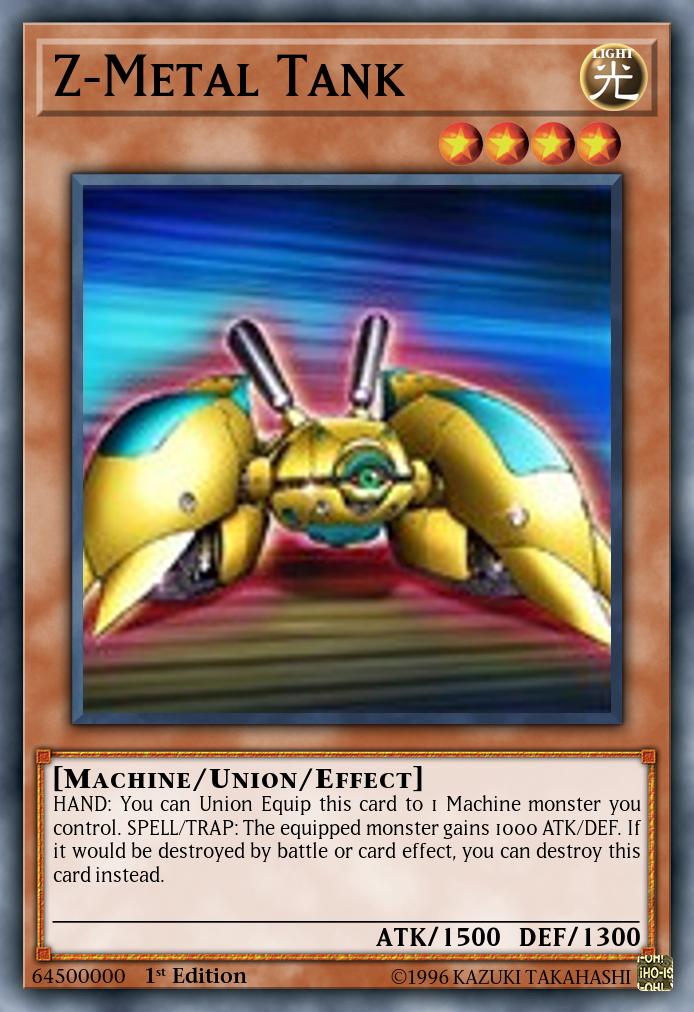 Z-Metal Tank
LIGHT
光
[Machine/Union/Effect]
HAND: You can Union Equip this card to 1 Machine monster you
control. SPELL/TRAP: The equipped monster gains 1000 ATK/DEF. If
it would be destroyed by battle or card effect, you can destroy this
card instead.
ATK/1500 DEF/1300
64500000 1st Edition ©1996 KAZUKI TAKAHASHI